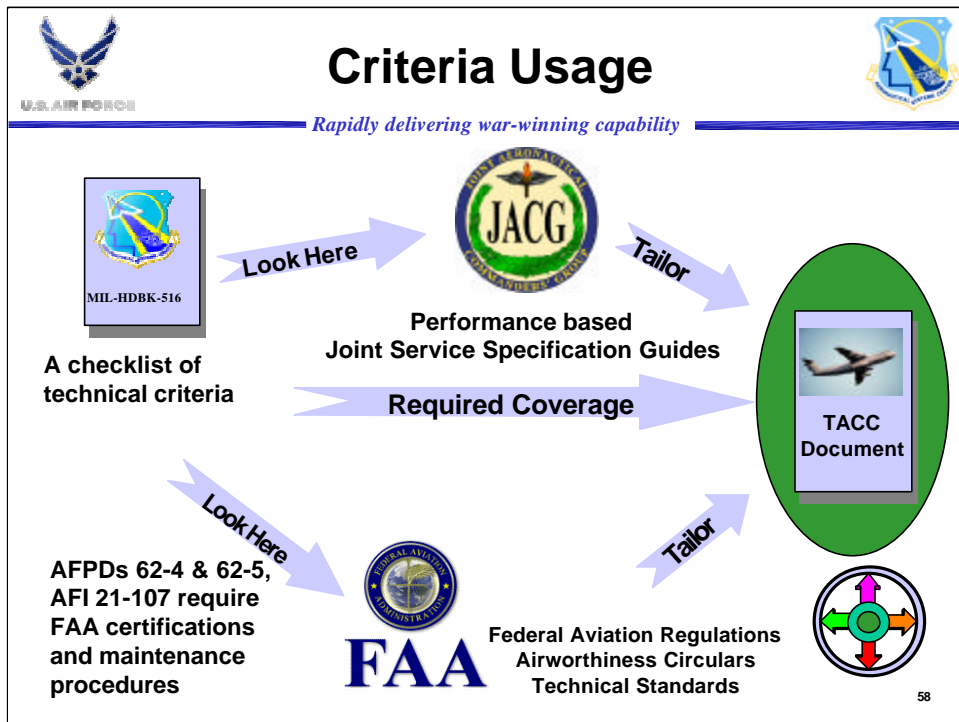 Criteria Usage
U.S. AIR FORCE
Rapidly delivering war-winning capability
MIL-HDBK-516
A checklist of
technical criteria
Look Here
JOINT AERONAUTICAL
JACG
COMMANDERS' GROUP
Performance based
Joint Service Specification Guides
Tailor
Required Coverage
TACC
Document
Look Here
AFPDs 62-4 & 62-5,
AFI 21-107 require
FAA certifications
and maintenance
procedures
FEDERAL AVIATION
ADMINISTRATION
FAA
Tailor
Federal Aviation Regulations
Airworthiness Circulars
Technical Standards
58